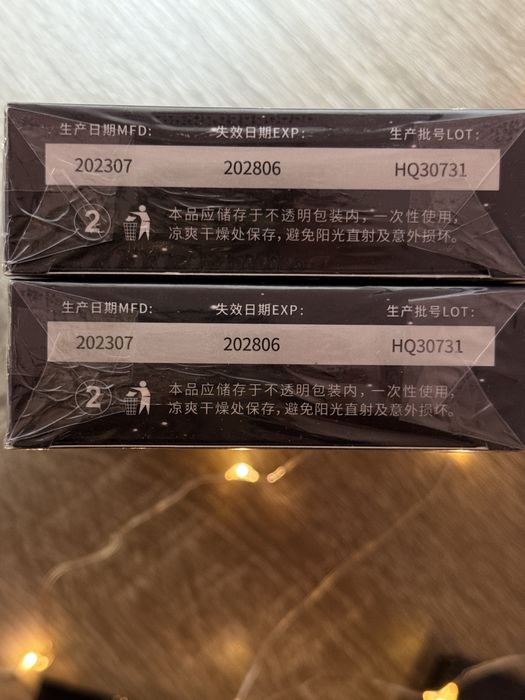 生产日期MFD: 失效日期EXP: 生产批号LOT:
202307 202806 HQ30731
2 本品应储存于不透明包装内，一次性使用，
凉爽干燥处保存，避免阳光直射及意外损坏。
生产日期MFD: 失效日期EXP: 生产批号LOT:
202307 202806 HQ30731
2 本品应储存于不透明包装内，一次性使用，
凉爽干燥处保存，避免阳光直射及意外损坏。